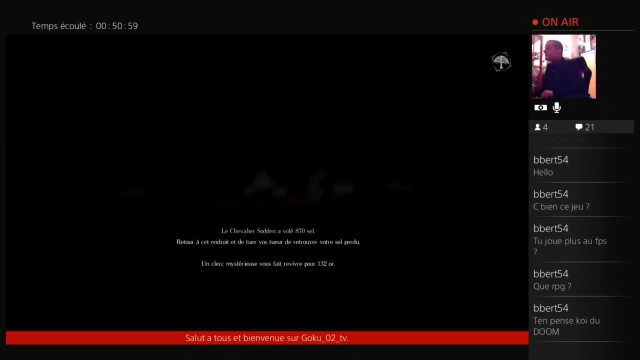 Temps écoulé : 00:50:59
ON AIR
4
21
bbert54
Hello
bbert54
C bien ce jeu ?
bbert54
Tu joue plus au fps
?
bbert54
Que rpg ?
bbert54
Ten pense koi du
DOOM
Le Chevalier Sodden a volé 870 sel.
Retour à cet endroit et de tues vos tueur de retrouver votre sel perdu.
Un clerc mystérieuse vous fait revivre pour 132 or.
Salut a tous et bienvenue sur Goku_02_tv.